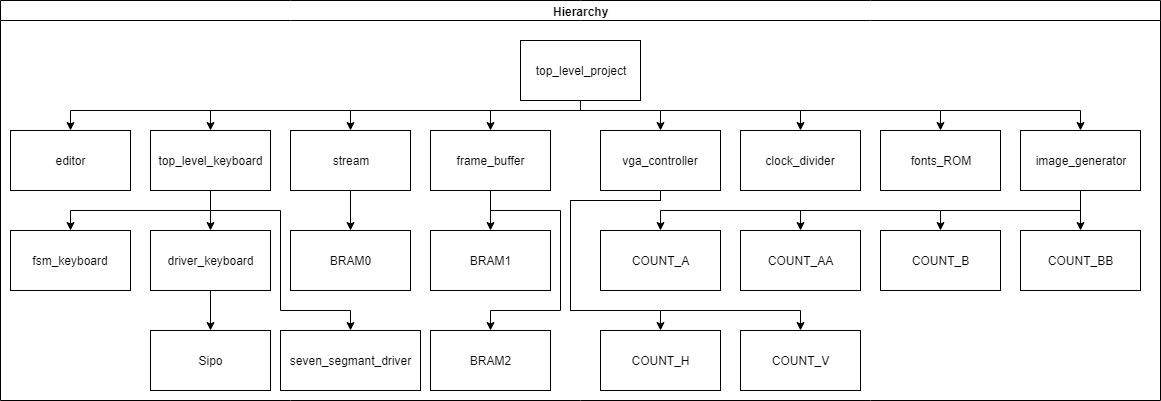 Hierarchy
top_level_project
editor
top_level_keyboard
stream
frame_buffer
vga_controller
clock_divider
fonts_ROM
image_generator
fsm_keyboard
driver_keyboard
BRAM0
BRAM1
COUNT_A
COUNT_AA
COUNT_B
COUNT_BB
Sipo
seven_segmant_driver
BRAM2
COUNT_H
COUNT_V